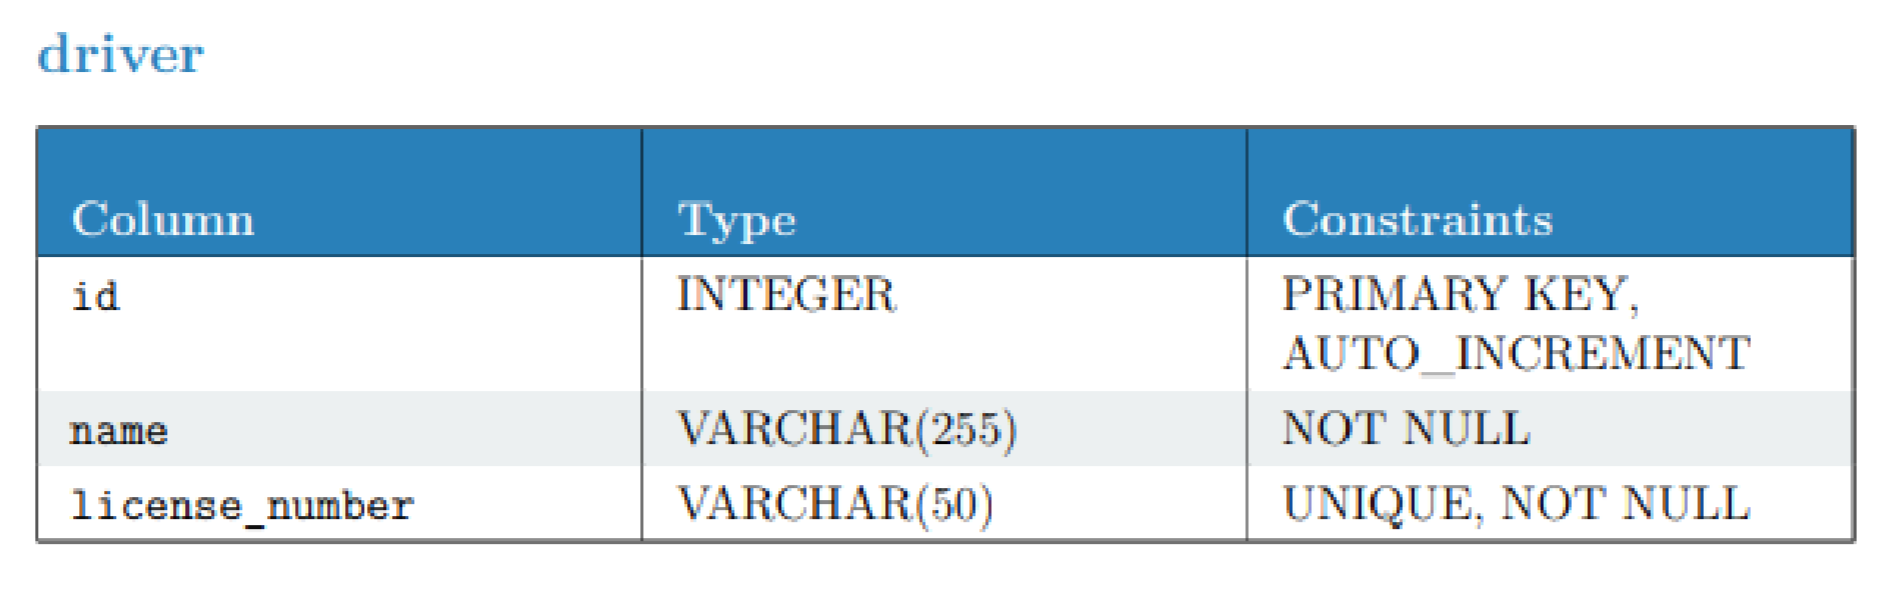 driver
Column Type Constraints
id INTEGER PRIMARY KEY,
AUTO_INCREMENT
name VARCHAR(255) NOT NULL
license_number VARCHAR(50) UNIQUE, NOT NULL